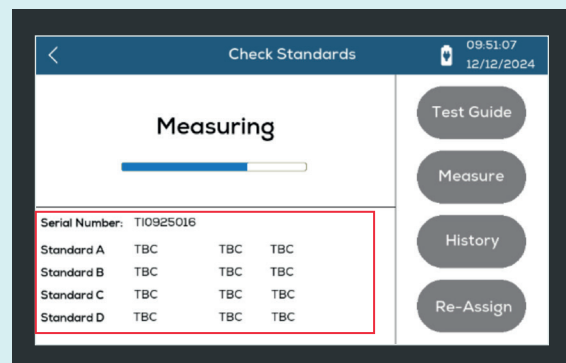 Check Standards
09:51:07
12/12/2024
Measuring
Serial Number: TI0925016
Standard A TBC TBC TBC
Standard B TBC TBC TBC
Standard C TBC TBC TBC
Standard D TBC TBC TBC
Test Guide
Measure
History
Re-Assign